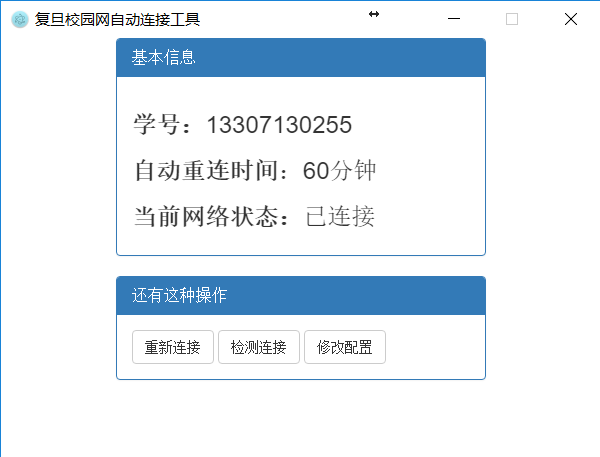 复旦校园网自动连接工具
基本信息
学号：13307130255
自动重连时间：60分钟
当前网络状态：已连接
还有这种操作
重新连接 检测连接 修改配置